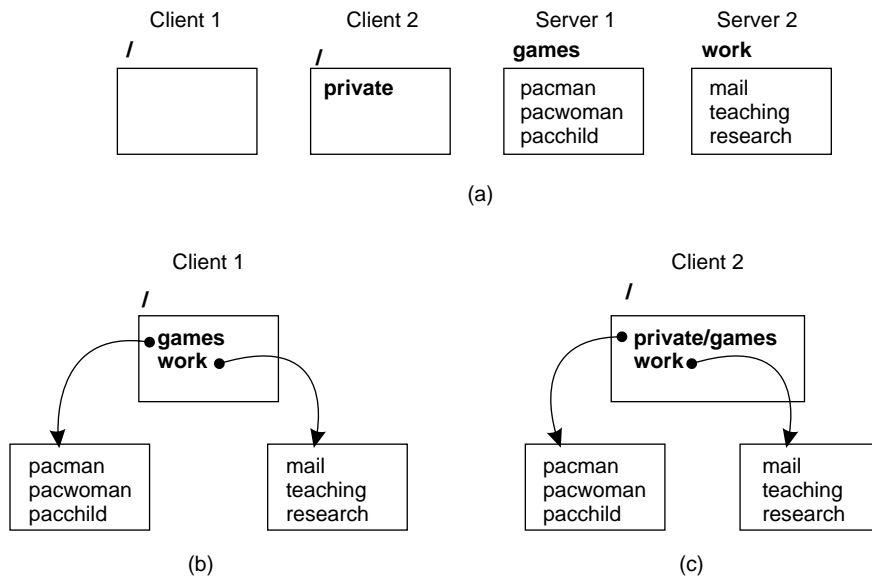 Client 1 Client 2 Server 1 Server 2
/ / games work
private pacman mail
pacwoman teaching
pacchild research
(a)
Client 1 Client 2
/ /
games private/games
work work
pacman mail pacman mail
pacwoman teaching pacwoman teaching
pacchild research pacchild research
(b) (c)